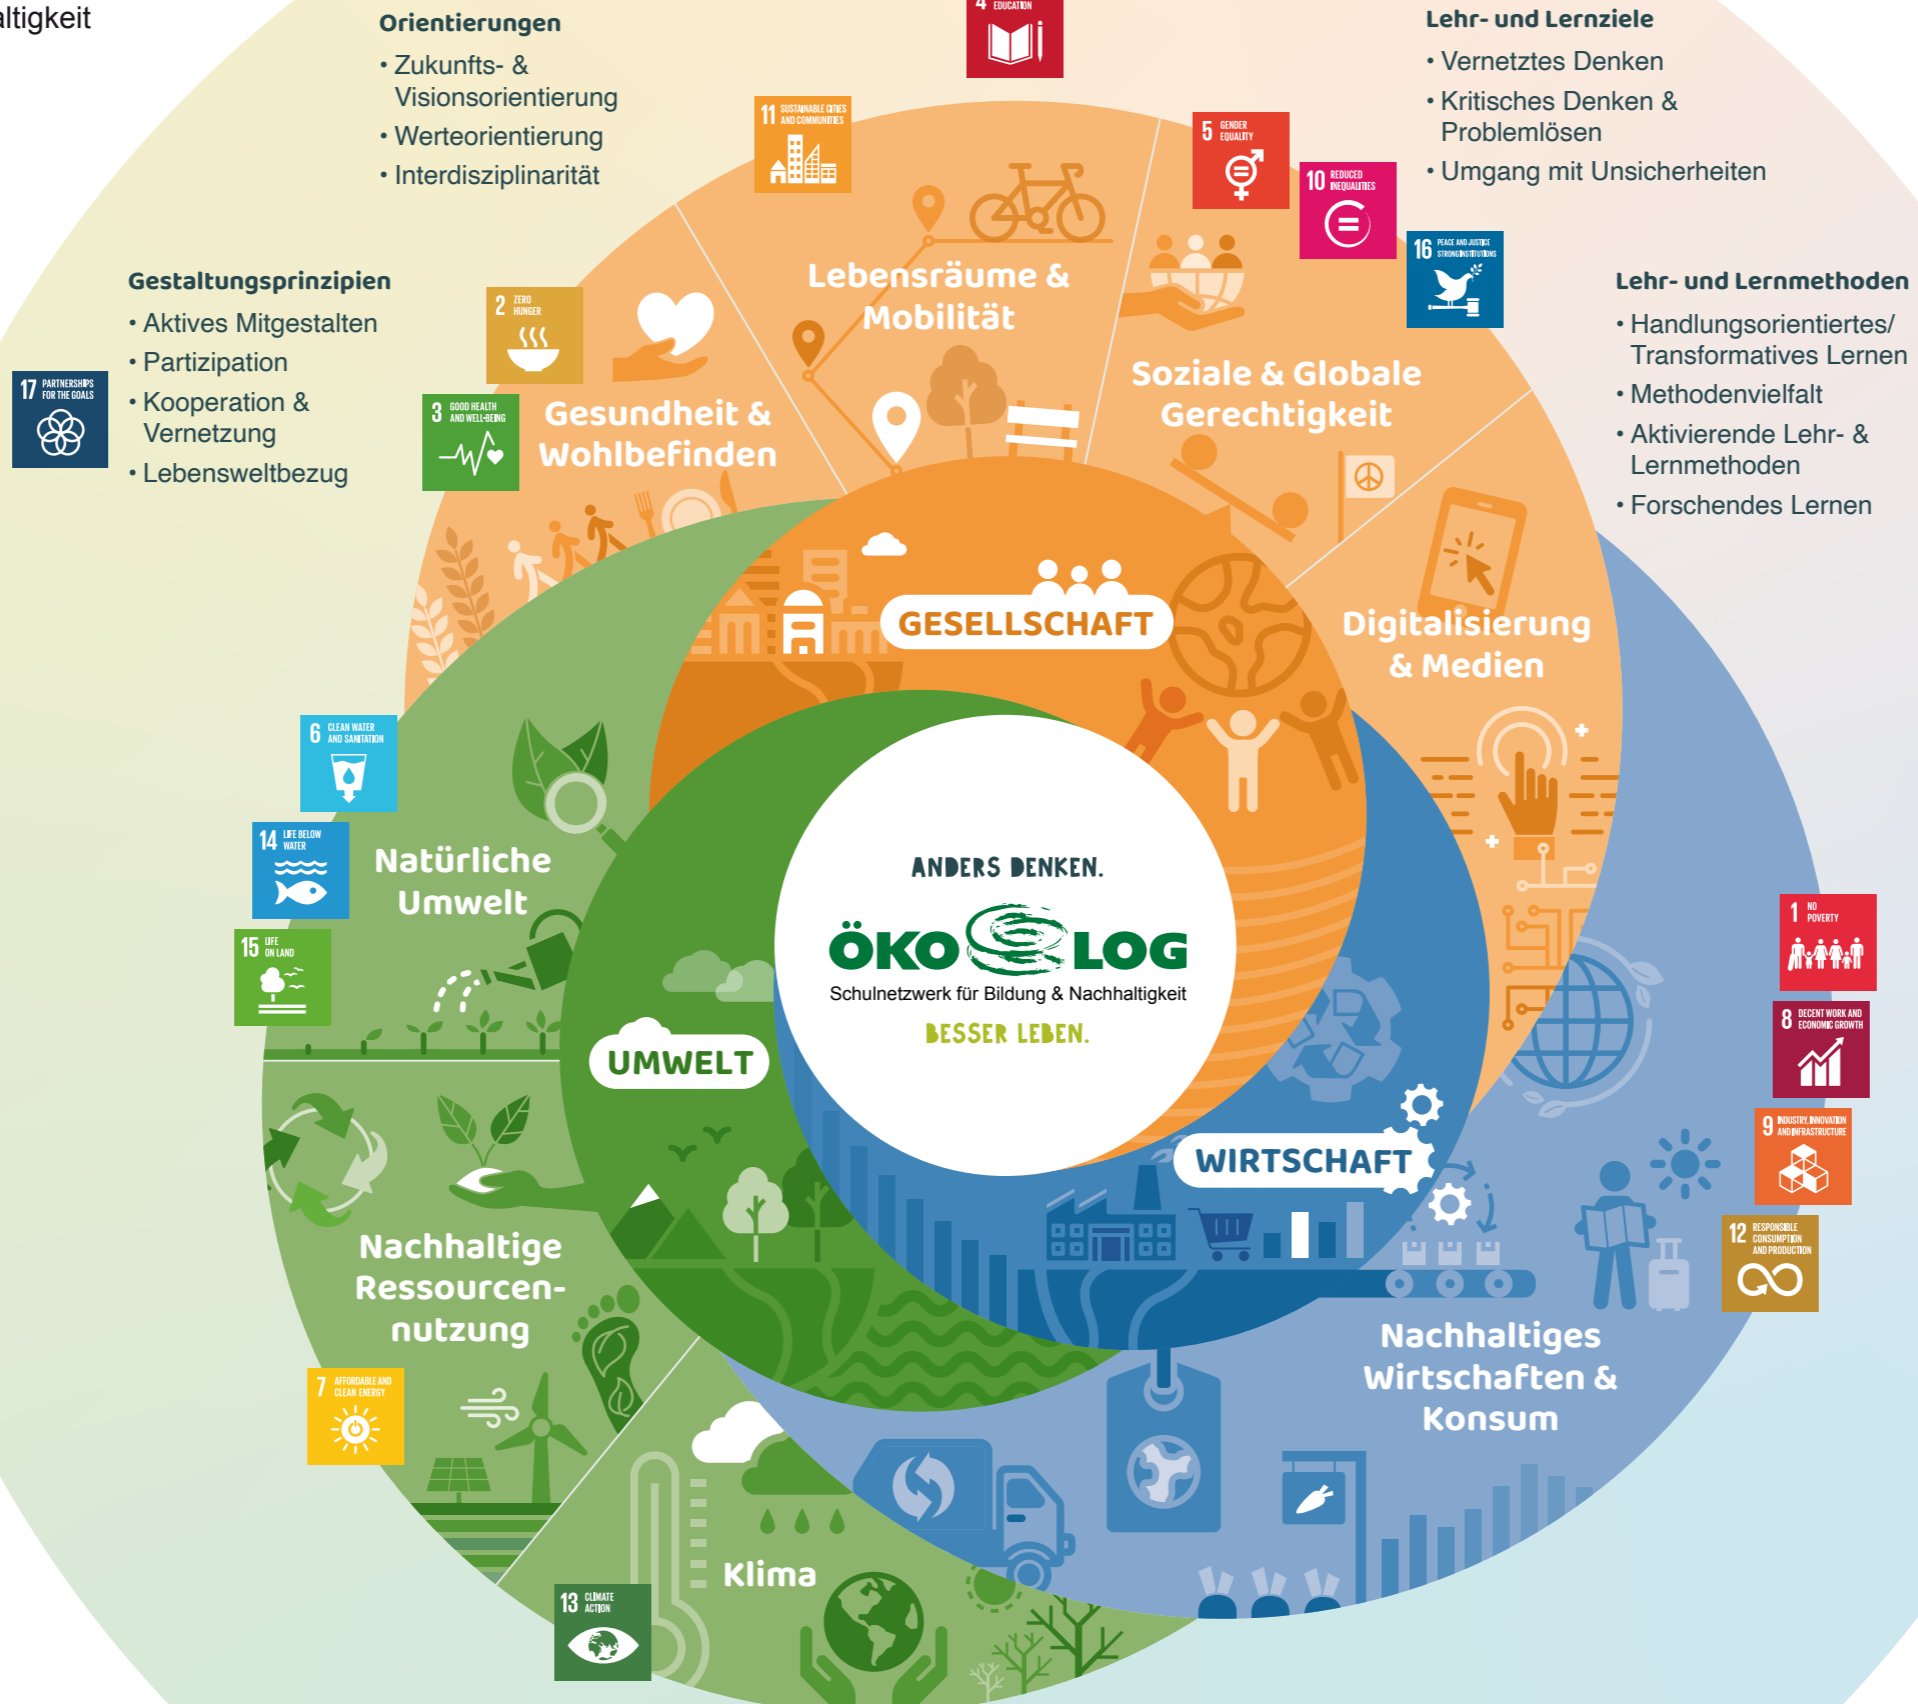 altigkeit
Orientierungen
• Zukunfts- &
Visionsorientierung
• Werteorientierung
• Interdisziplinarität
4 EDUCATION
Lehr- und Lernziele
• Vernetztes Denken
• Kritisches Denken &
Problemlösen
• Umgang mit Unsicherheiten
Gestaltungsprinzipien
• Aktives Mitgestalten
• Partizipation
• Kooperation &
Vernetzung
• Lebensweltbezug
Lehr- und Lernmethoden
• Handlungsorientiertes/
Transformatives Lernen
• Methodenvielfalt
• Aktivierende Lehr- &
Lernmethoden
• Forschendes Lernen
17 PARTNERSHIPS
FOR THE GOALS
11 SUSTAINABLE CITIES
AND COMMUNITIES
5 GENDER
EQUALITY
10 REDUCED
INEQUALITIES
16 PEACE AND JUSTICE
STRONG INSTITUTIONS
2 ZERO
HUNGER
3 GOOD HEALTH
AND WELL-BEING
Gesundheit &
Wohlbefinden
Lebensräume &
Mobilität
Soziale & Globale
Gerechtigkeit
Digitalisierung
& Medien
GESELLSCHAFT
6 CLEAN WATER
AND SANITATION
14 LIFE BELOW
WATER
15 LIFE
ON LAND
Natürliche
Umwelt
ANDERS DENKEN.
ÖKO LOG
Schulnetzwerk für Bildung & Nachhaltigkeit
BESSER LEBEN.
UMWELT
WIRTSCHAFT
1 NO
POVERTY
8 DECENT WORK AND
ECONOMIC GROWTH
9 INDUSTRY, INNOVATION
AND INFRASTRUCTURE
12 RESPONSIBLE
CONSUMPTION
AND PRODUCTION
Nachhaltige
Ressourcen-
nutzung
Nachhaltiges
Wirtschaften &
Konsum
7 AFFORDABLE AND
CLEAN ENERGY
Klima
13 CLIMATE
ACTION